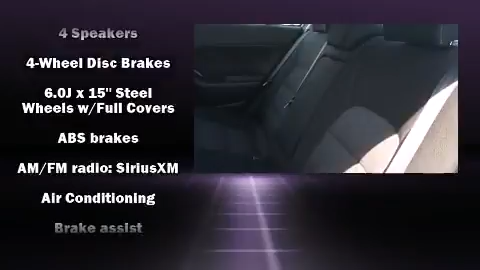 4 Speakers
4-Wheel Disc Brakes
6.0J x 15" Steel
Wheels w/Full Covers
ABS brakes
AM/FM radio: SiriusXM
Air Conditioning
Brake assist